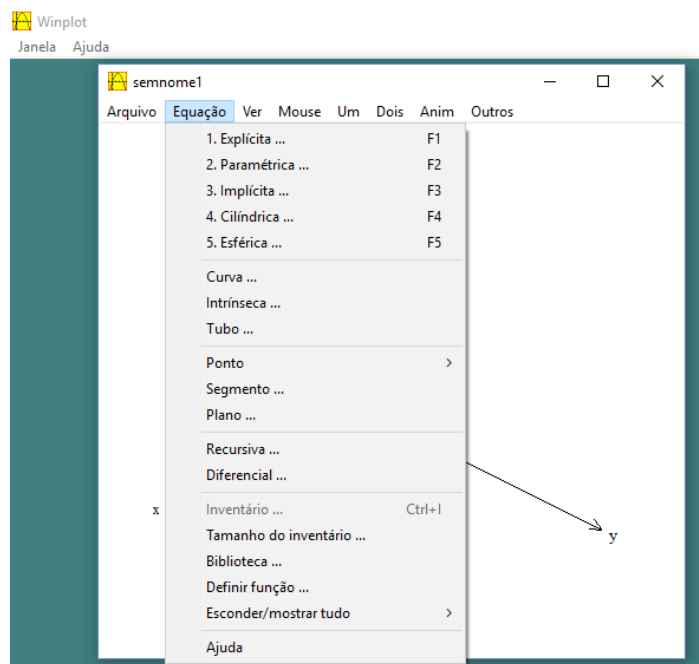 Winplot
Janela Ajuda
semnome1
Arquivo Equação Ver Mouse Um Dois Anim Outros
1. Explícita ... F1
2. Paramétrica ... F2
3. Implícita ... F3
4. Cilíndrica ... F4
5. Esférica ... F5
Curva ...
Intrínseca ...
Tubo ...
Ponto
Segmento ...
Plano ...
Recursiva ...
Diferencial ...
x Inventário ... Ctrl+I
Tamanho do inventário ...
y
Biblioteca ...
Definir função ...
Esconder/mostrar tudo
Ajuda